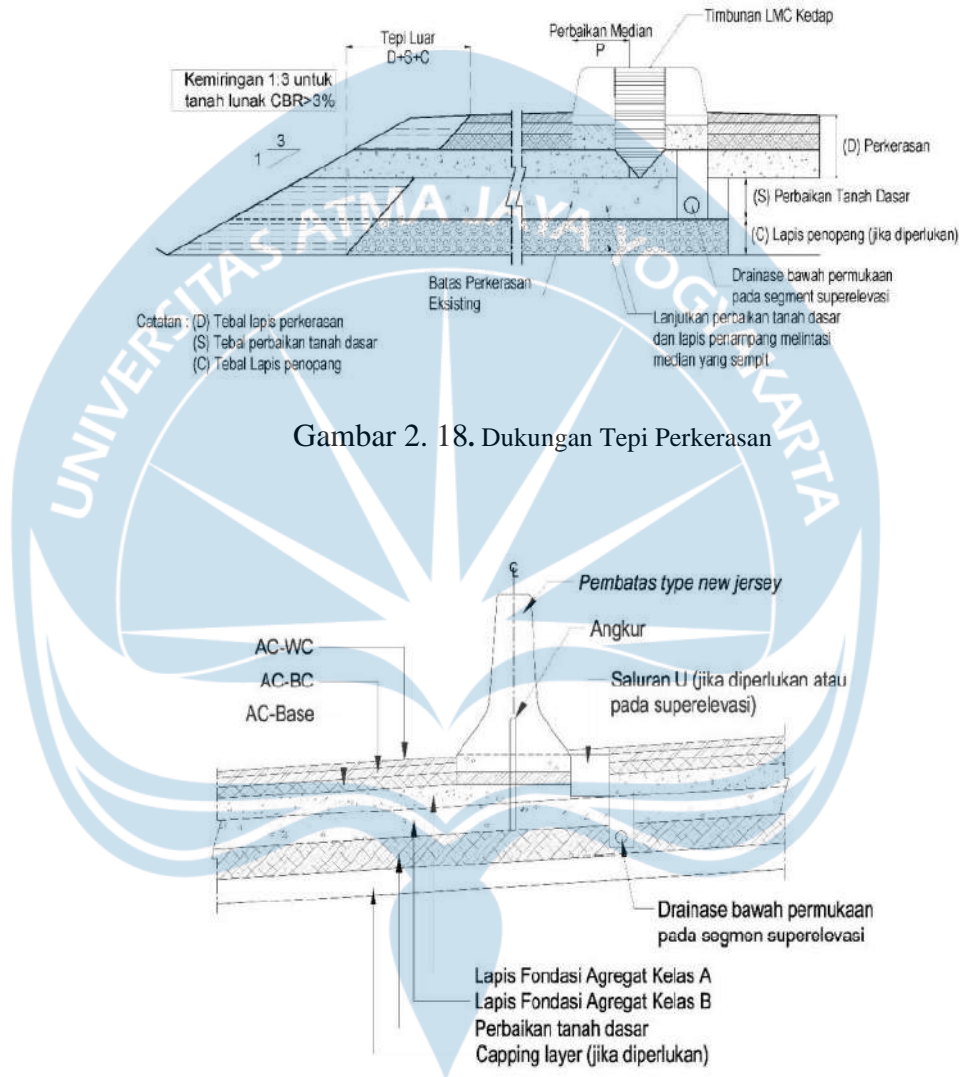 Timbunan LMC Kedap
Perbaikan Median
P
Tepi Luar
D+S+C
Kemiringan 1:3 untuk
tanah lunak CBR>3%
3
1
(D) Perkerasan
(S) Perbaikan Tanah Dasar
(C) Lapis penopang (jika diperlukan)
Drainase bawah permukaan
pada segment superelevasi
Batas Perkerasan
Eksisting
Lanjutkan perbaikan tanah dasar
dan lapis penampang melintasi
median yang sempit
Catatan : (D) Tebal lapis perkerasan
(S) Tebal perbaikan tanah dasar
(C) Tebal Lapis penopang
UNIVERSITAS ATMA JAYA YOGYAKARTA
Gambar 2. 18. Dukungan Tepi Perkerasan
℄
Pembatas type new jersey
Angkur
AC-WC
AC-BC
AC-Base
Saluran U (jika diperlukan atau
pada superelevasi)
Drainase bawah permukaan
pada segmen superelevasi
Lapis Fondasi Agregat Kelas A
Lapis Fondasi Agregat Kelas B
Perbaikan tanah dasar
Capping layer (jika diperlukan)